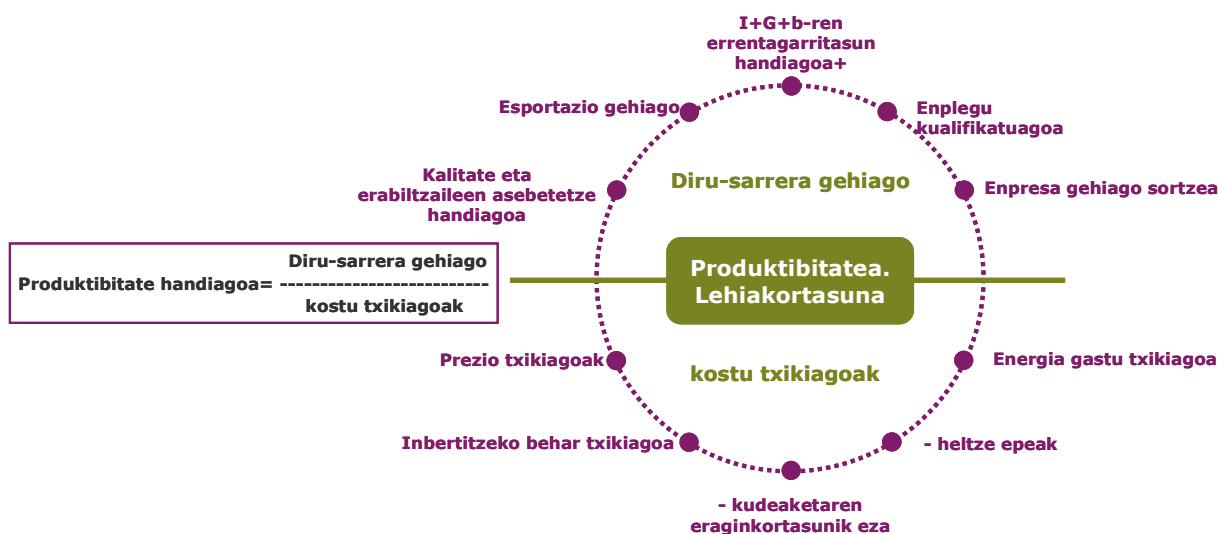 I+G+b-ren
errentagarritasun
handiagoa+
Esportazio gehiago
Enplegu
kualifikatuagoa
Kalitate eta
erabiltzaileen asebetetze
handiagoa
Diru-sarrera gehiago
Enpresa gehiago sortzea
Produktibitate handiagoa=
Diru-sarrera gehiago
--------------------------
kostu txikiagoak
Produktibitatea.
Lehiakortasuna
Prezio txikiagoak
kostu txikiagoak
Energia gastu txikiagoa
Inbertitzeko behar txikiagoa
- heltze epeak
- kudeaketaren
eraginkortasunik eza